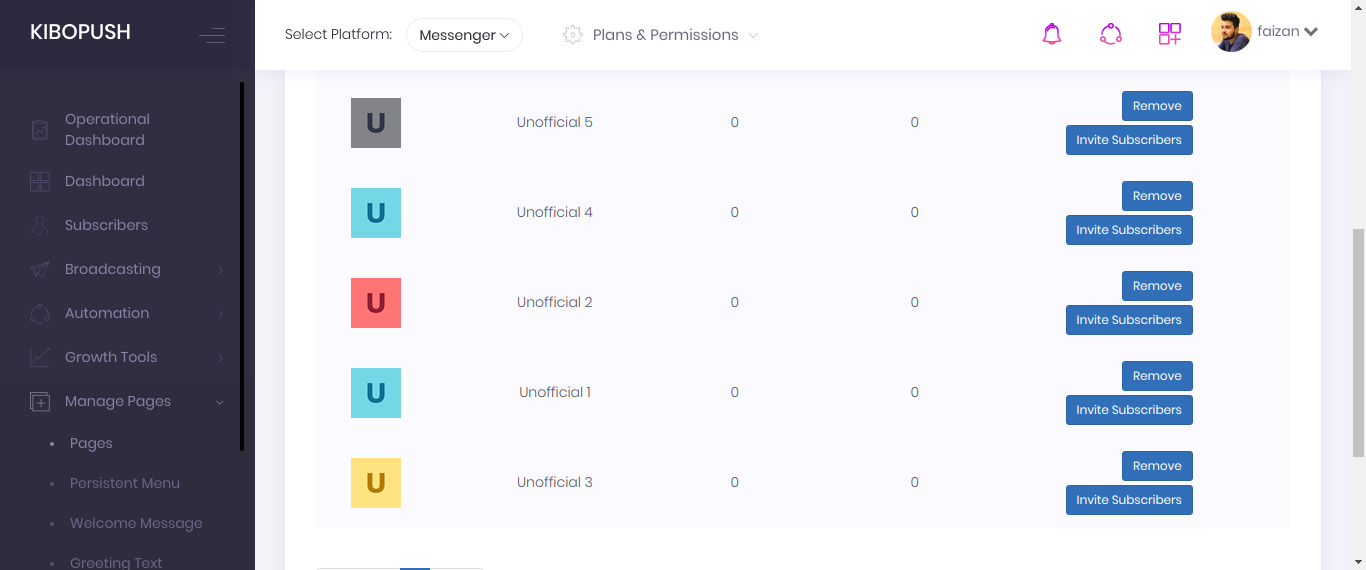 KIBOPUSH
Select Platform:
Messenger
Plans & Permissions
faizan
Operational
Dashboard
Dashboard
Subscribers
Broadcasting
Automation
Growth Tools
Manage Pages
Pages
Persistent Menu
Welcome Message
Greeting Text
U Unofficial 5 0 0 Remove
Invite Subscribers
U Unofficial 4 0 0 Remove
Invite Subscribers
U Unofficial 2 0 0 Remove
Invite Subscribers
U Unofficial 1 0 0 Remove
Invite Subscribers
U Unofficial 3 0 0 Remove
Invite Subscribers